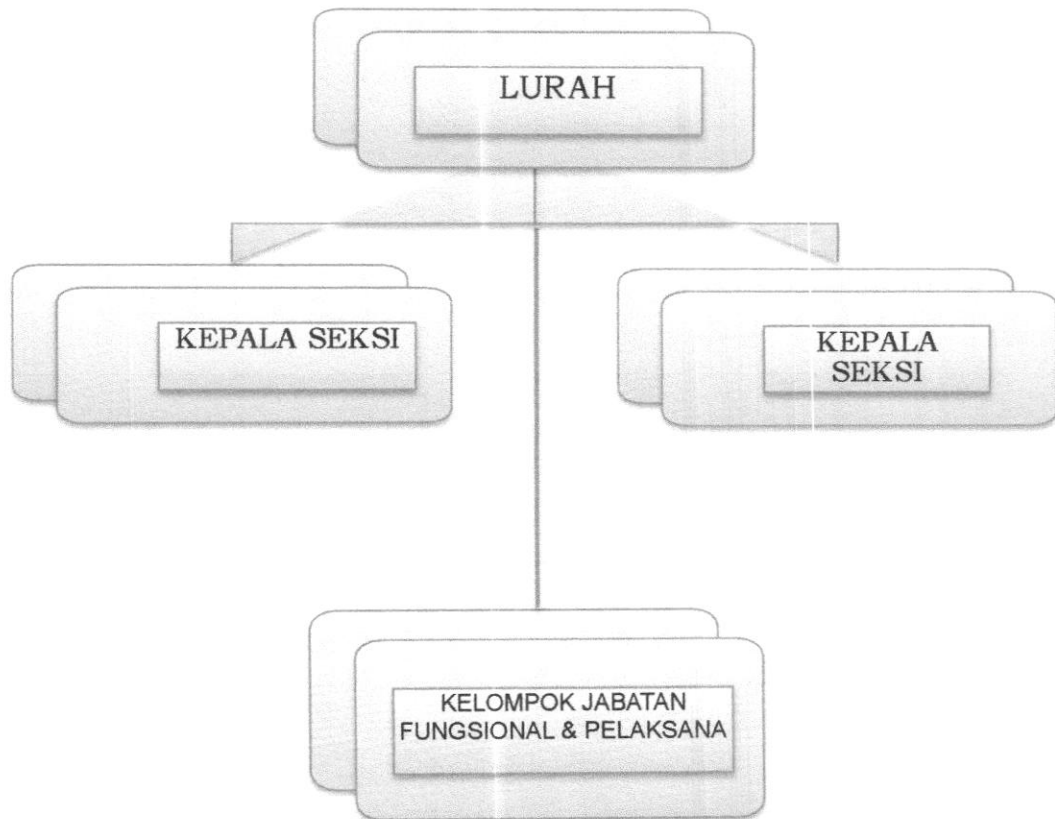 LURAH
KEPALA SEKSI
KEPALA
SEKSI
KELOMPOK JABATAN
FUNGSIONAL & PELAKSANA